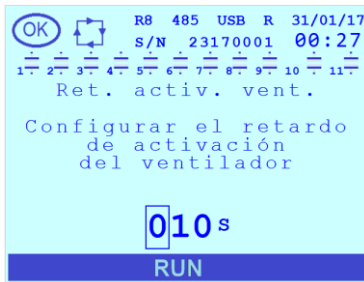 OK R8 485 USB R 31/01/17
S/N 23170001 00:27
1 2 3 4 5 6 7 8 9 10 11
Ret. activ. vent.
Configurar el retardo
de activación
del ventilador
010 s
RUN